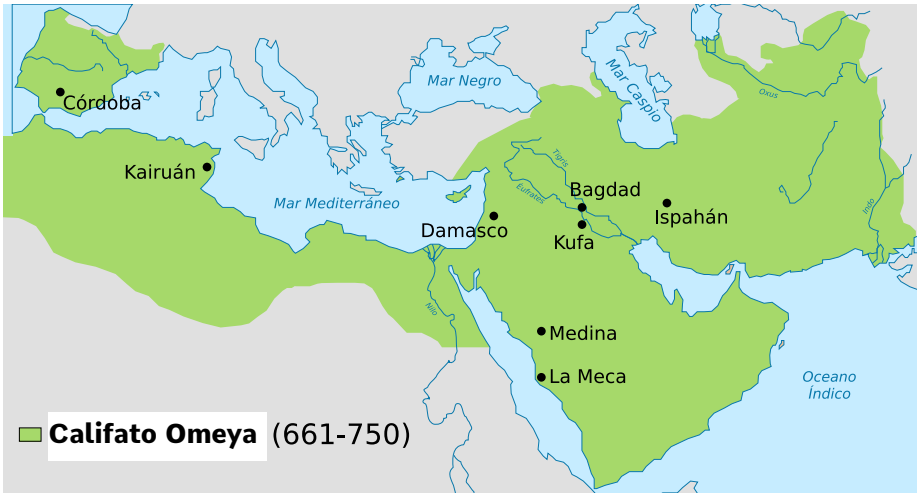 Mar Negro
Mar Caspio
Oxus
Córdoba
Kairuán
Tigris
Eufrates
Bagdad
Mar Mediterráneo
Ispahán
Indo
Damasco
Kufa
Nilo
Medina
La Meca
Oceano
Índico
Califato Omeya (661-750)